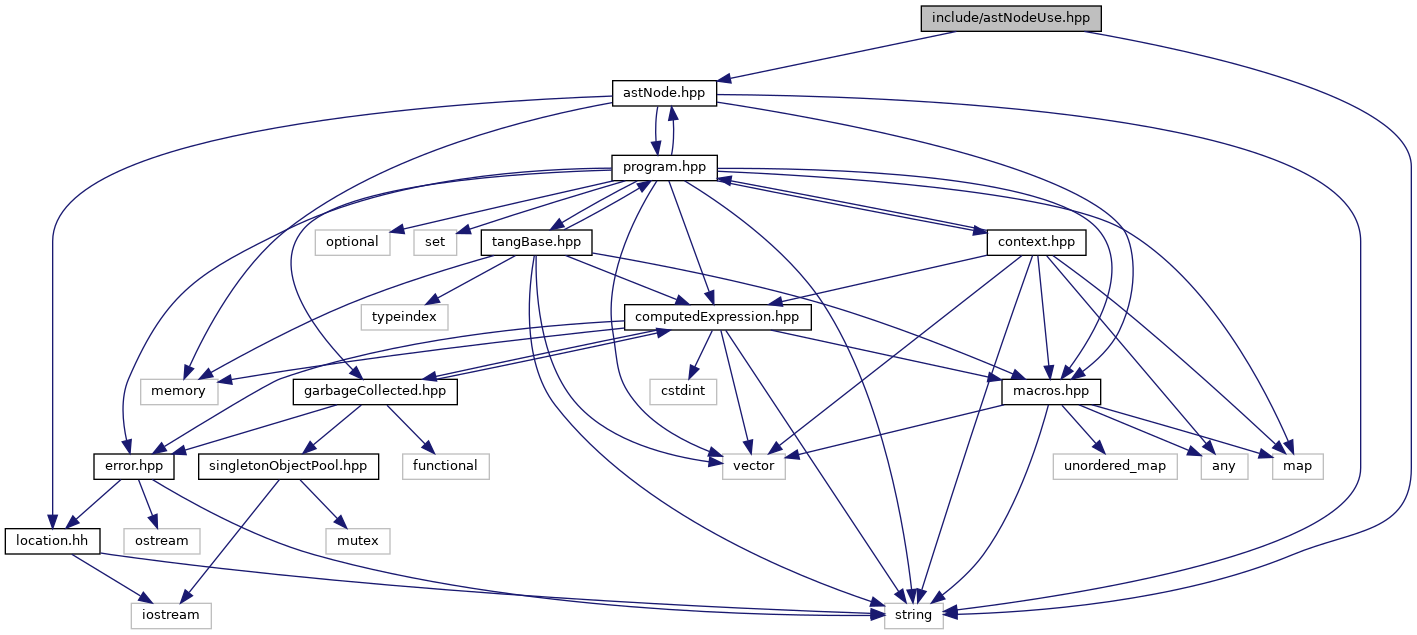 include/astNodeUse.hpp
astNode.hpp
program.hpp
optional
set
tangBase.hpp
context.hpp
typeindex
computedExpression.hpp
memory
garbageCollected.hpp
cstdint
macros.hpp
error.hpp
singletonObjectPool.hpp
functional
vector
unordered_map
any
map
location.hh
ostream
mutex
iostream
string